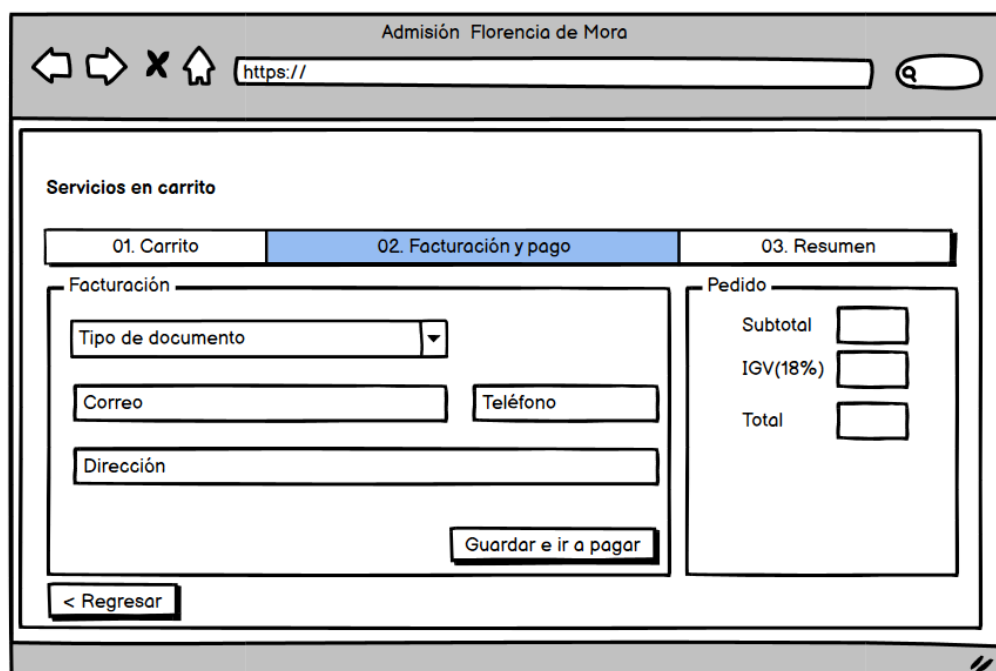 Admisión Florencia de Mora
https://
Servicios en carrito
01. Carrito
02. Facturación y pago
03. Resumen
Facturación
Tipo de documento
Correo
Teléfono
Dirección
Guardar e ir a pagar
Pedido
Subtotal
IGV(18%)
Total
< Regresar